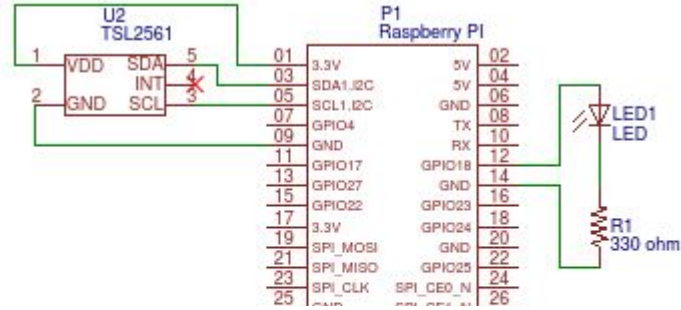 U2
TSL2561
1 VDD SDA 5
INT 4
2 GND SCL 3
P1
Raspberry PI
01 3.3V 5V 02
03 SDA1.I2C 5V 04
05 SCL1.I2C GND 06
07 GPIO4 TX 08
09 GND RX 10
11 GPIO17 GPIO18 12
13 GPIO27 GND 14
15 GPIO22 GPIO23 16
17 3.3V GPIO24 18
19 SPI_MOSI GND 20
21 SPI_MISO GPIO25 22
23 SPI_CLK SPI_CE0_N 24
25 GND SPI_CE1_N 26
LED1
LED
R1
330 ohm